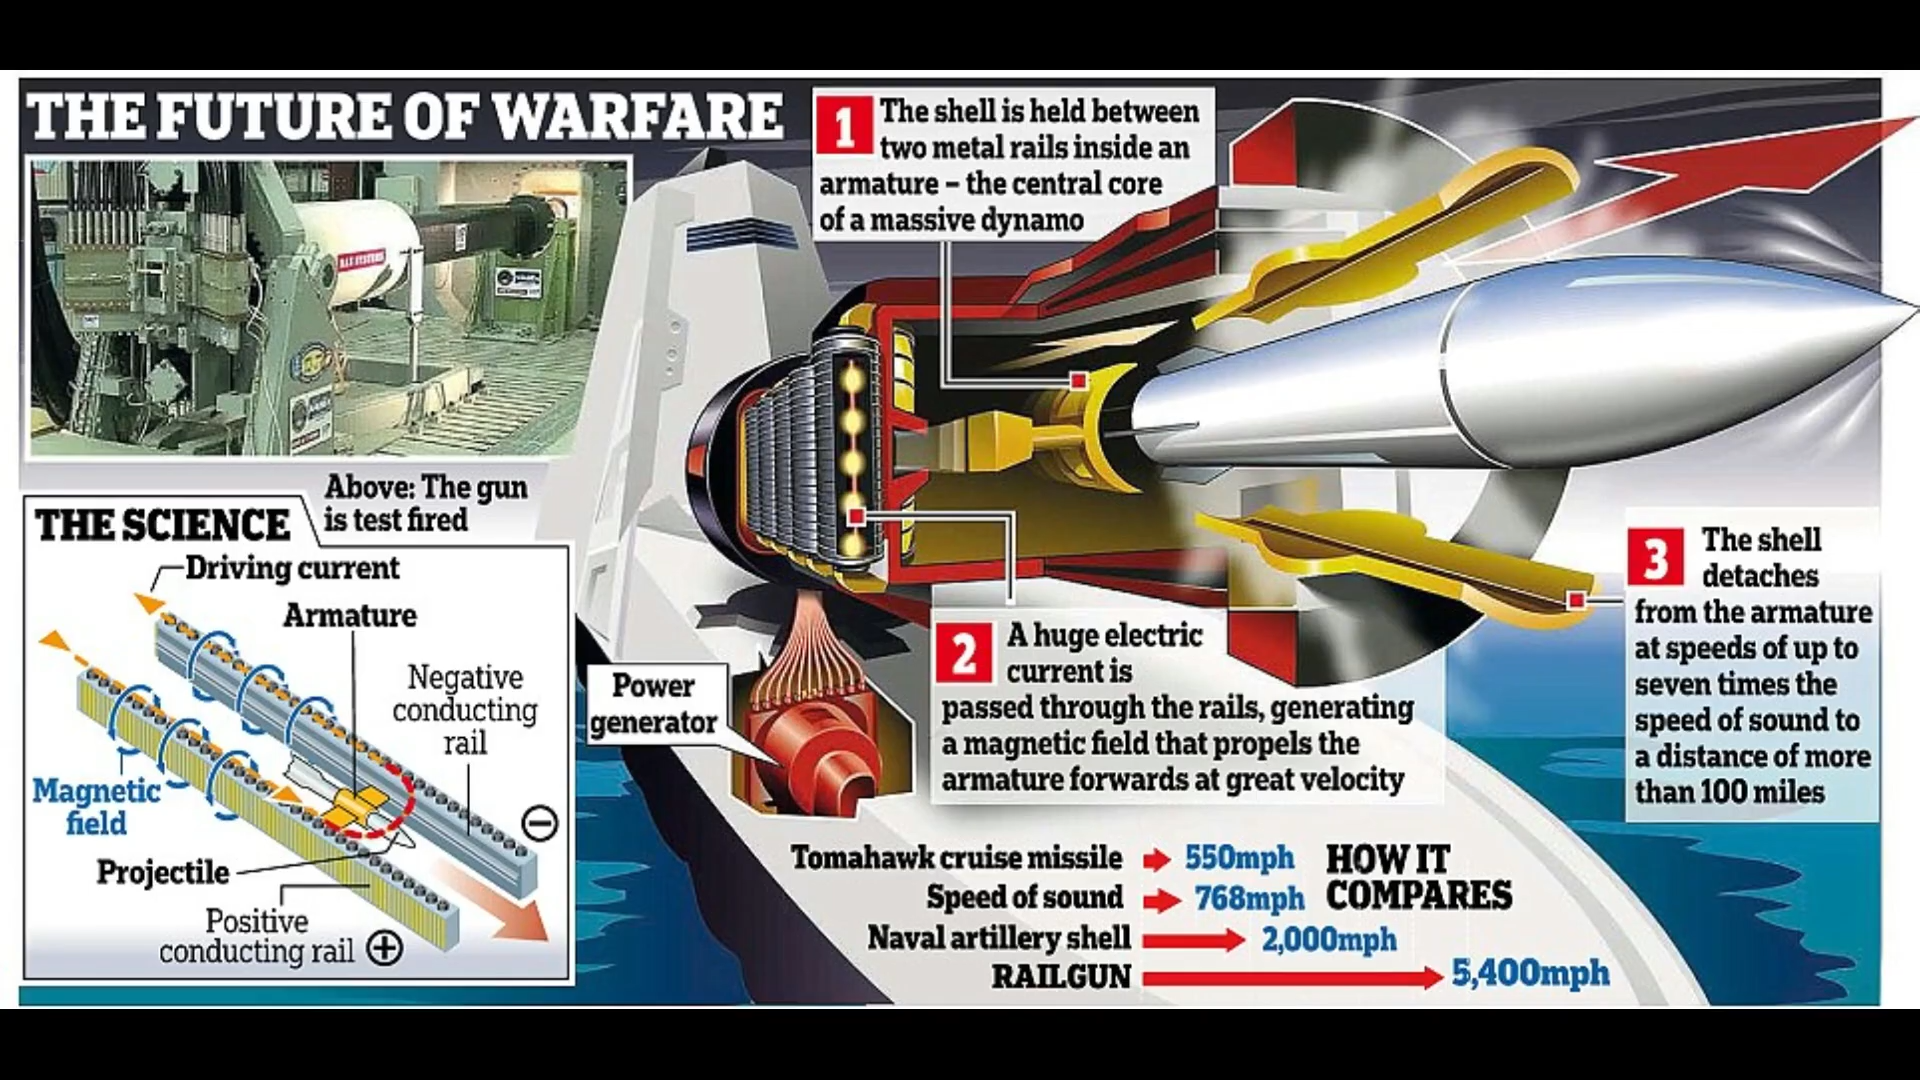 THE FUTURE OF WARFARE
BAE SYSTEMS
Above: The gun
is test fired
1 The shell is held between
two metal rails inside an
armature – the central core
of a massive dynamo
THE SCIENCE
Driving current
Armature
Negative
conducting
rail
Magnetic
field
Projectile
Positive
conducting rail
Power
generator
2 A huge electric
current is
passed through the rails, generating
a magnetic field that propels the
armature forwards at great velocity
3 The shell
detaches
from the armature
at speeds of up to
seven times the
speed of sound to
a distance of more
than 100 miles
HOW IT
COMPARES
Tomahawk cruise missile 550mph
Speed of sound 768mph
Naval artillery shell 2,000mph
RAILGUN 5,400mph